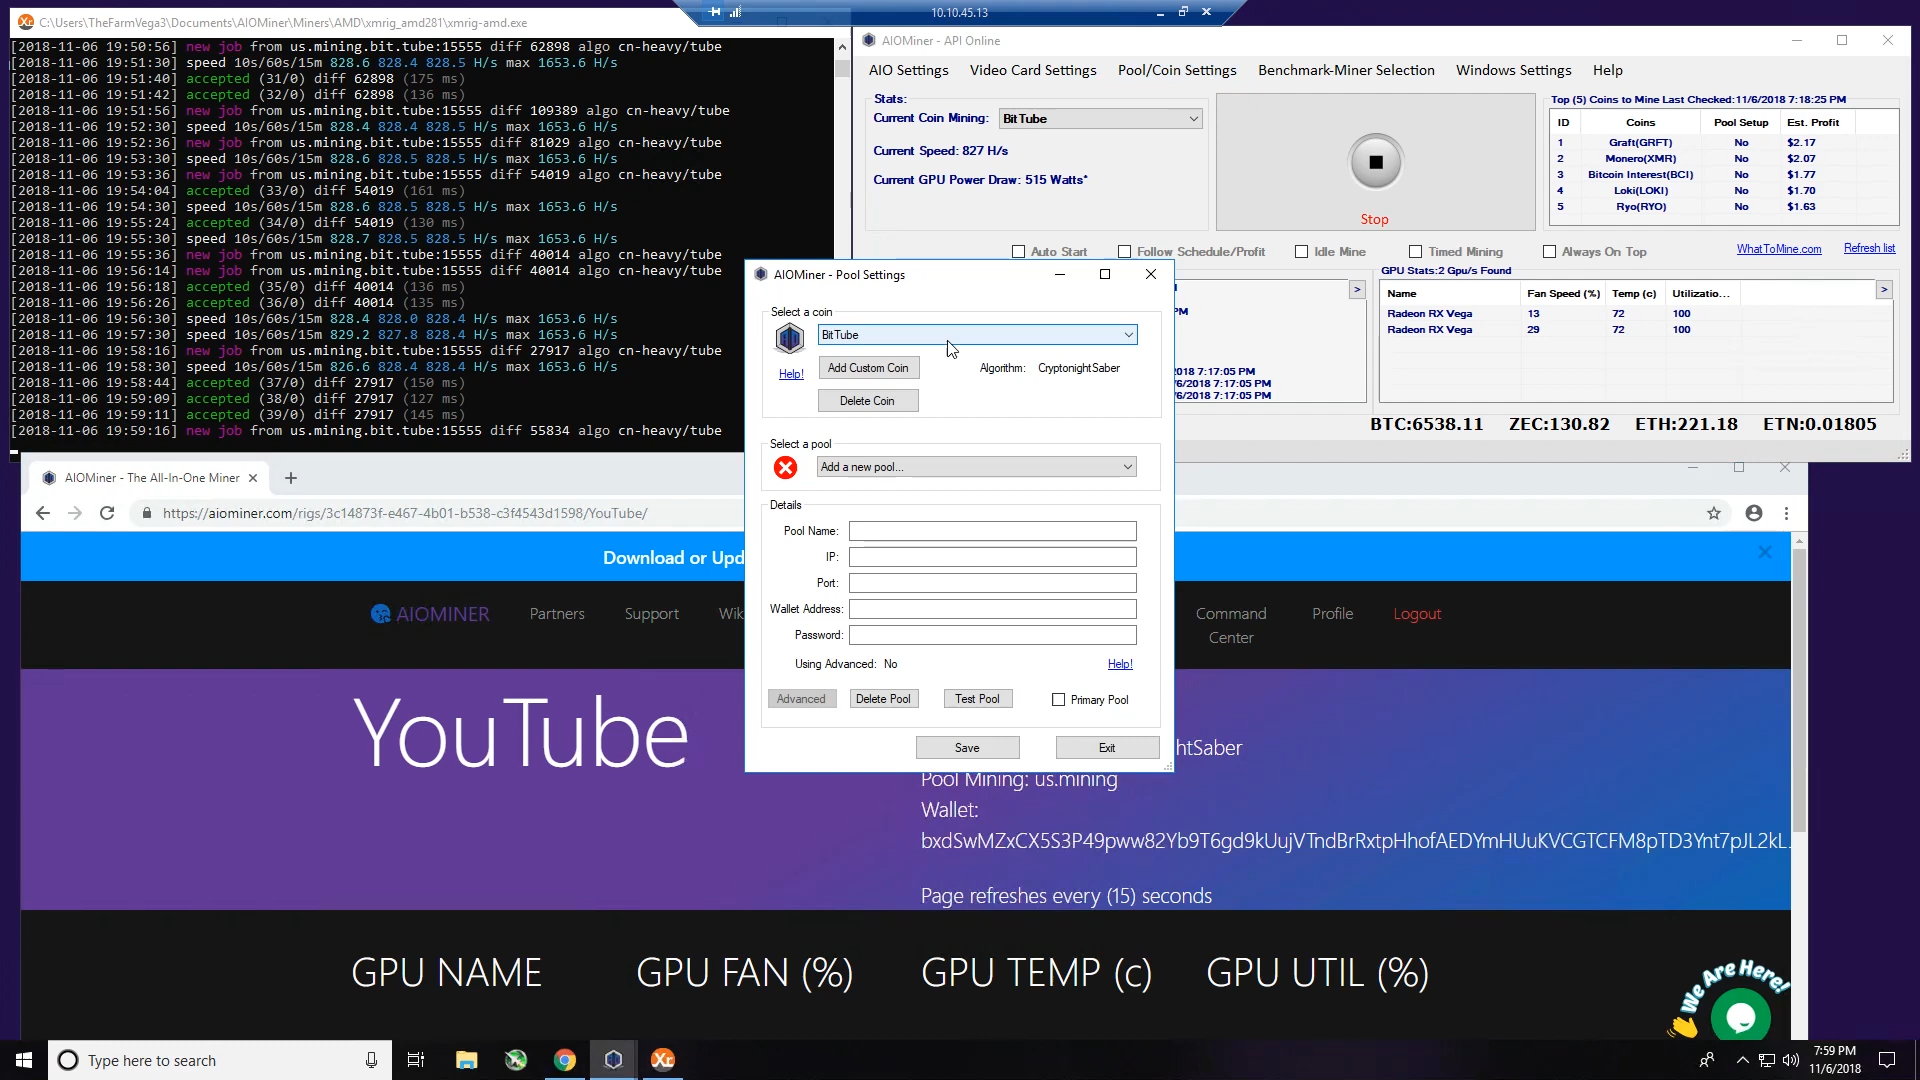 C:\Users\TheFarmVega3\Documents\AIOMiner\Miners\AMD\xmrig_amd281\xmrig-amd.exe
[2018-11-06 19:50:56] new job from us.mining.bit.tube:15555 diff 62898 algo cn-heavy/tube
[2018-11-06 19:51:30] speed 10s/60s/15m 828.6 828.4 828.5 H/s max 1653.6 H/s
[2018-11-06 19:51:40] accepted (31/0) diff 62898 (175 ms)
[2018-11-06 19:51:42] accepted (32/0) diff 62898 (136 ms)
[2018-11-06 19:51:56] new job from us.mining.bit.tube:15555 diff 109389 algo cn-heavy/tube
[2018-11-06 19:52:30] speed 10s/60s/15m 828.4 828.4 828.5 H/s max 1653.6 H/s
[2018-11-06 19:52:36] new job from us.mining.bit.tube:15555 diff 81029 algo cn-heavy/tube
[2018-11-06 19:53:30] speed 10s/60s/15m 828.6 828.5 828.5 H/s max 1653.6 H/s
[2018-11-06 19:53:36] new job from us.mining.bit.tube:15555 diff 54019 algo cn-heavy/tube
[2018-11-06 19:54:04] accepted (33/0) diff 54019 (161 ms)
[2018-11-06 19:54:30] speed 10s/60s/15m 828.6 828.5 828.5 H/s max 1653.6 H/s
[2018-11-06 19:55:24] accepted (34/0) diff 54019 (130 ms)
[2018-11-06 19:55:30] speed 10s/60s/15m 828.7 828.5 828.5 H/s max 1653.6 H/s
[2018-11-06 19:55:36] new job from us.mining.bit.tube:15555 diff 40014 algo cn-heavy/tube
[2018-11-06 19:56:14] new job from us.mining.bit.tube:15555 diff 40014 algo cn-heavy/tube
[2018-11-06 19:56:18] accepted (35/0) diff 40014 (136 ms)
[2018-11-06 19:56:26] accepted (36/0) diff 40014 (135 ms)
[2018-11-06 19:56:30] speed 10s/60s/15m 828.4 828.0 828.4 H/s max 1653.6 H/s
[2018-11-06 19:57:30] speed 10s/60s/15m 829.2 827.8 828.4 H/s max 1653.6 H/s
[2018-11-06 19:58:16] new job from us.mining.bit.tube:15555 diff 27917 algo cn-heavy/tube
[2018-11-06 19:58:30] speed 10s/60s/15m 826.6 828.4 828.4 H/s max 1653.6 H/s
[2018-11-06 19:58:44] accepted (37/0) diff 27917 (150 ms)
[2018-11-06 19:59:09] accepted (38/0) diff 27917 (127 ms)
[2018-11-06 19:59:11] accepted (39/0) diff 27917 (145 ms)
[2018-11-06 19:59:16] new job from us.mining.bit.tube:15555 diff 55834 algo cn-heavy/tube
10.10.45.13
AIOMiner - API Online
AIO Settings Video Card Settings Pool/Coin Settings Benchmark-Miner Selection Windows Settings Help
Stats:
Current Coin Mining: BitTube
Current Speed: 827 H/s
Current GPU Power Draw: 515 Watts*
Stop
Top (5) Coins to Mine Last Checked:11/6/2018 7:18:25 PM
ID Coins Pool Setup Est. Profit
1 Graft(GRFT) No $2.17
2 Monero(XMR) No $2.07
3 Bitcoin Interest(BCI) No $1.77
4 Loki(LOKI) No $1.70
5 Ryo(RYO) No $1.63
Auto Start Follow Schedule/Profit Idle Mine Timed Mining Always On Top
WhatToMine.com Refresh list
PM
018 7:17:05 PM
/6/2018 7:17:05 PM
/6/2018 7:17:05 PM
>
GPU Stats:2 Gpu/s Found
Name Fan Speed (%) Temp (c) Utilizatio... >
Radeon RX Vega 13 72 100
Radeon RX Vega 29 72 100
BTC:6538.11 ZEC:130.82 ETH:221.18 ETN:0.01805
AIOMiner - Pool Settings
Select a coin
BitTube
Help!
Add Custom Coin
Algorithm: CryptonightSaber
Delete Coin
Select a pool
Add a new pool...
Details
Pool Name:
IP:
Port:
Wallet Address:
Password:
Using Advanced: No
Help!
Advanced Delete Pool Test Pool Primary Pool
Save Exit
AIOMiner - The All-In-One Miner
https://aiominer.com/rigs/3c14873f-e467-4b01-b538-c3f4543d1598/YouTube/
Download or Upd
AIOMINER Partners Support Wik
Command Center Profile Logout
YouTube
htSaber
Pool Mining: us.mining
Wallet:
bxdSwMZxCX5S3P49pww82Yb9T6gd9kUujVTndBrRxtpHhofAEDYmHUuKVCGTCFM8pTD3Ynt7pJL2kL...
Page refreshes every (15) seconds
GPU NAME GPU FAN (%) GPU TEMP (c) GPU UTIL (%)
We Are Here!
Type here to search
7:59 PM
11/6/2018